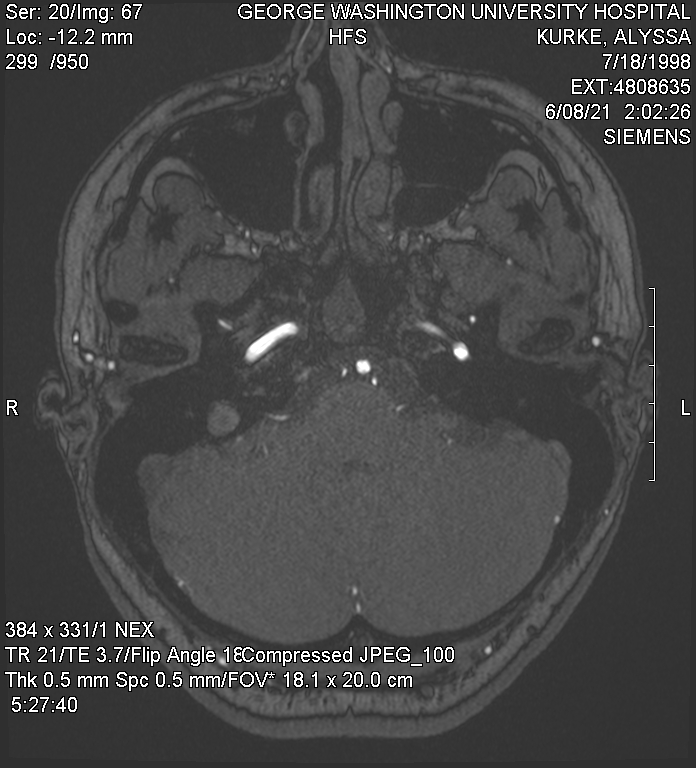 Ser: 20/Img: 67
Loc: -12.2 mm
299 /950
HFS
GEORGE WASHINGTON UNIVERSITY HOSPITAL
KURKE, ALYSSA
7/18/1998
EXT:4808635
6/08/21 2:02:26
SIEMENS
R
L
384 x 331/1 NEX
TR 21/TE 3.7/Flip Angle 18Compressed JPEG_100
Thk 0.5 mm Spc 0.5 mm/FOV* 18.1 x 20.0 cm
5:27:40